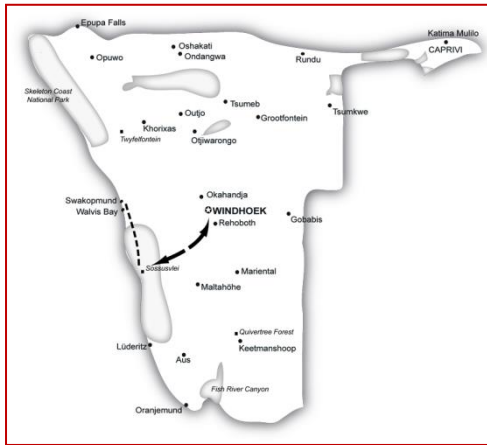 Epupa Falls
Katima Mulilo
Oshakati
CAPRIVI
Ondangwa
Rundu
Opuwo
Skeleton Coast
National Park
Tsumeb
Tsumkwe
Outjo
Grootfontein
Khorixas
Twyfelfontein
Otjiwarongo
Okahandja
Swakopmund
WINDHOEK
Walvis Bay
Gobabis
Rehoboth
Sossusvlei
Mariental
Maltahöhe
Quivertree Forest
Lüderitz
Keetmanshoop
Aus
Fish River Canyon
Oranjemund